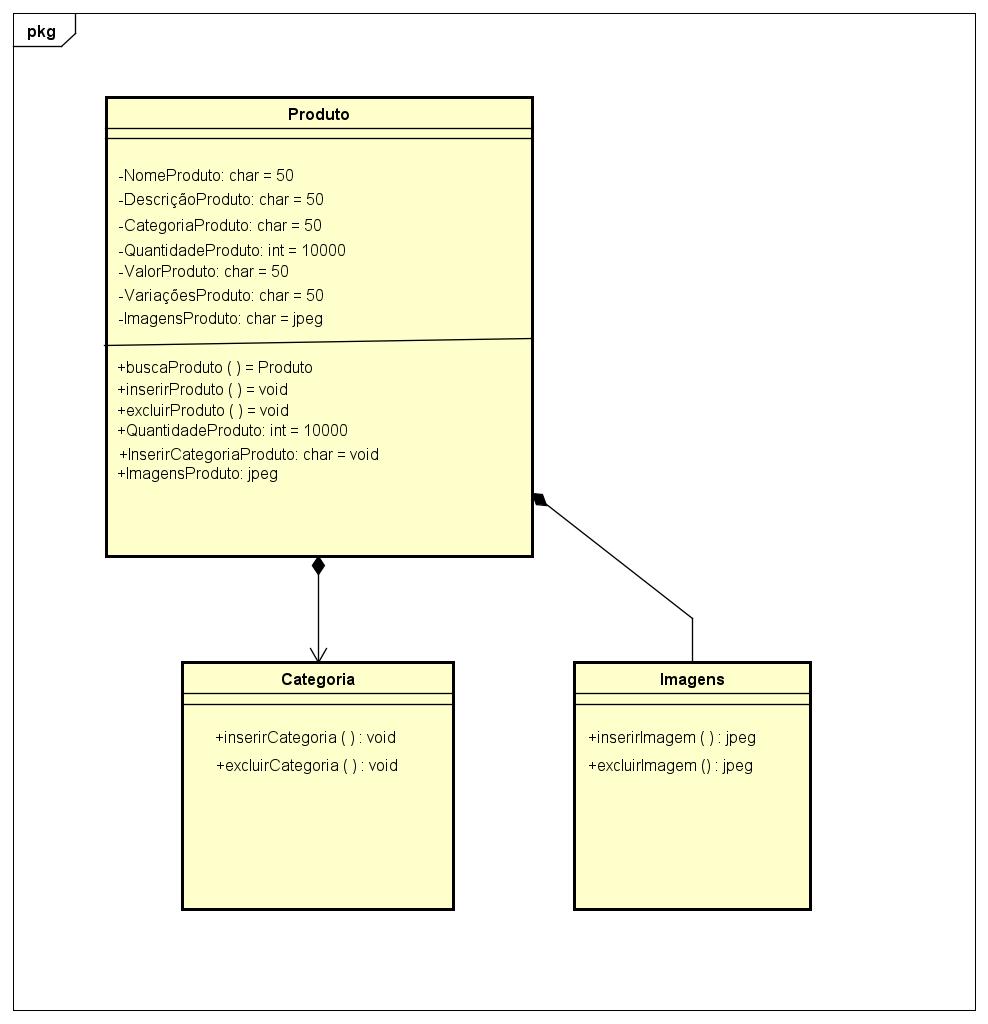 pkg
Produto
-NomeProduto: char = 50
-DescriçãoProduto: char = 50
-CategoriaProduto: char = 50
-QuantidadeProduto: int = 10000
-ValorProduto: char = 50
-VariaçõesProduto: char = 50
-ImagensProduto: char = jpeg
+buscaProduto ( ) = Produto
+inserirProduto ( ) = void
+excluirProduto ( ) = void
+QuantidadeProduto: int = 10000
+InserirCategoriaProduto: char = void
+ImagensProduto: jpeg
Categoria
+inserirCategoria ( ) : void
+excluirCategoria ( ) : void
Imagens
+inserirImagem ( ) : jpeg
+excluirImagem () : jpeg